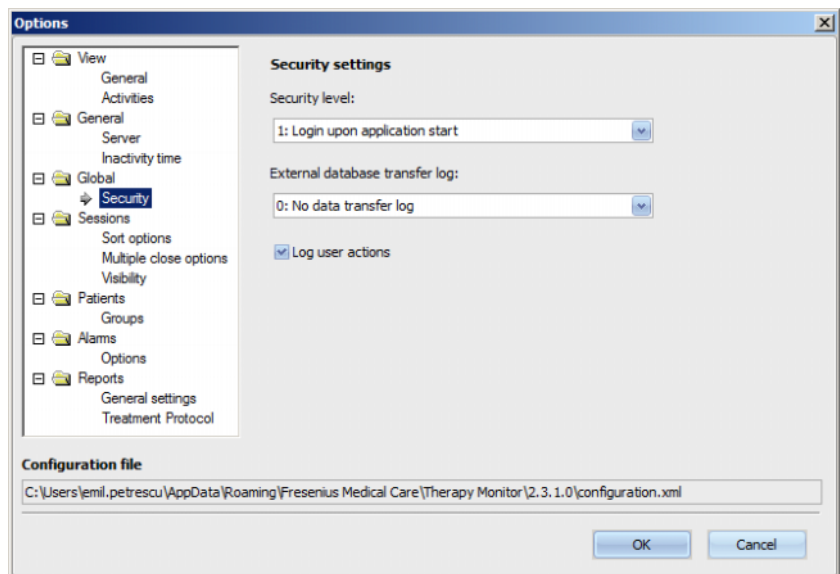 Options
View
General
Activities
General
Server
Inactivity time
Global
Security
Sessions
Sort options
Multiple close options
Visibility
Patients
Groups
Alarms
Options
Reports
General settings
Treatment Protocol
Security settings
Security level:
1: Login upon application start
External database transfer log:
0: No data transfer log
Log user actions
Configuration file
C:\Users\emil.petrescu\AppData\Roaming\Fresenius Medical Care\Therapy Monitor\2.3.1.0\configuration.xml
OK
Cancel